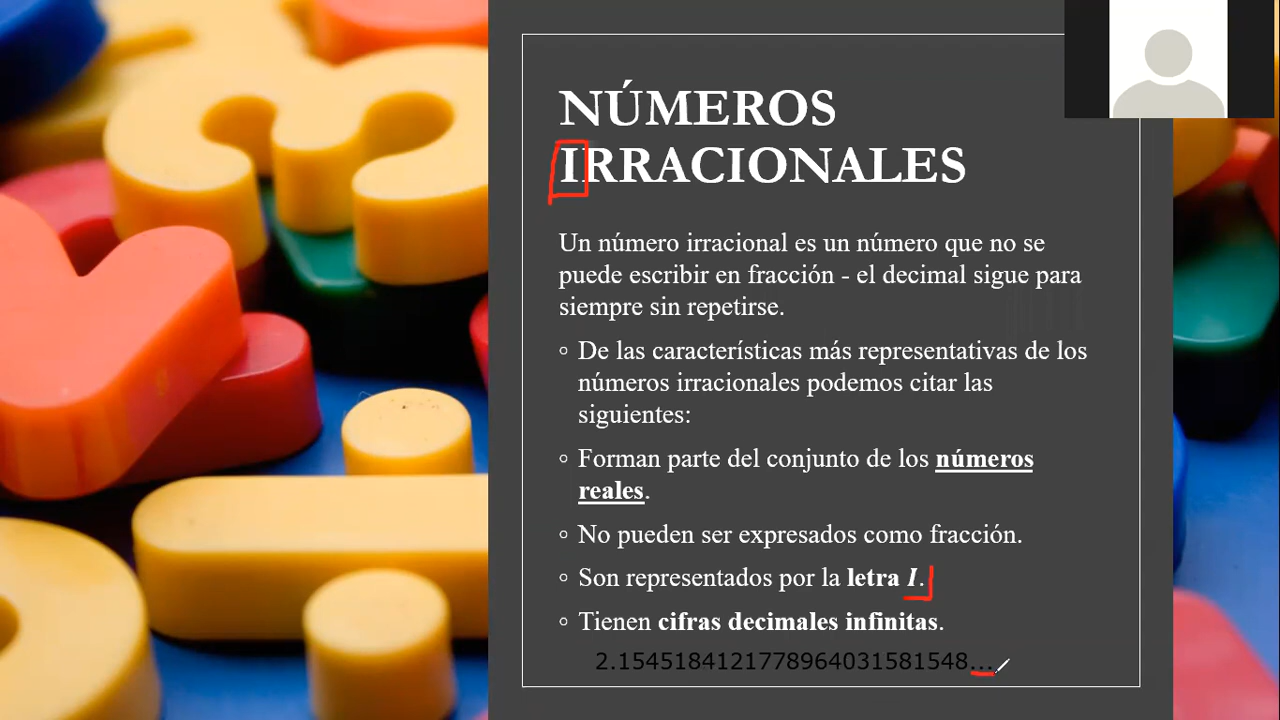 NÚMEROS
IRRACIONALES
Un número irracional es un número que no se
puede escribir en fracción - el decimal sigue para
siempre sin repetirse.
◦ De las características más representativas de los
números irracionales podemos citar las
siguientes:
◦ Forman parte del conjunto de los números
reales.
◦ No pueden ser expresados como fracción.
◦ Son representados por la letra I.
◦ Tienen cifras decimales infinitas.
2.1545184121778964031581548...